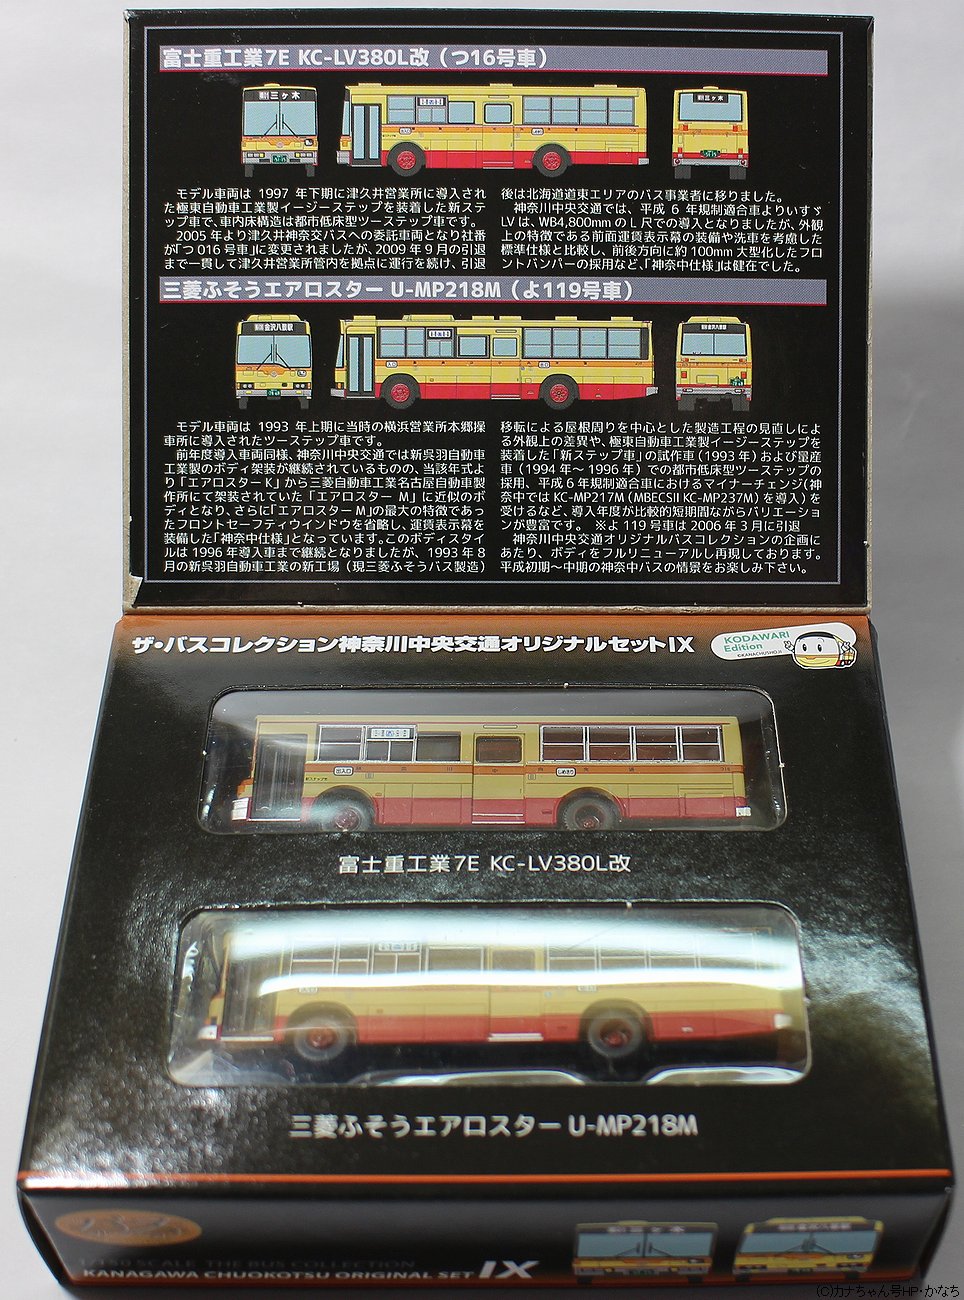 富士重工業7E KC-LV380L改（つ16号車）
三ヶ木
三ヶ木
モデル車両は 1997 年下期に津久井営業所に導入され
た極東自動車工業製イージーステップを装着した新ステ
ップ車で、車内床構造は都市低床型ツーステップ車です。
2005 年より津久井神奈交バスへの委託車両となり社番
が「つ 016 号車」に変更されましたが、2009 年 9 月の引退
まで一貫して津久井営業所管内を拠点に運行を続け、引退
後は北海道道東エリアのバス事業者に移りました。
神奈川中央交通では、平成 6 年規制適合車よりいすゞ
LV は、WB4,800mm の L 尺での導入となりましたが、外観
上の特徴である前面運賃表示幕の装備や洗車を考慮した
標準仕様と比較し、前後方向に約 100mm 大型化したフロ
ントバンパーの採用など、「神奈中仕様」は健在でした。
三菱ふそうエアロスター U-MP218M（よ119号車）
金沢八景駅
金沢八景駅
モデル車両は 1993 年上期に当時の横浜営業所本郷操
車所に導入されたツーステップ車です。
前年度導入車両同様、神奈川中央交通では新呉羽自動車
工業製のボディ架装が継続されているものの、当該年式よ
り「エアロスター K」から三菱自動車工業名古屋自動車製
作所にて架装されていた「エアロスター M」に近似のボ
ディとなり、さらに「エアロスター M」の最大の特徴であっ
たフロントセーフティウインドウを省略し、運賃表示幕を
装備した「神奈中仕様」となっています。このボディスタイ
ルは 1996 年導入車まで継続となりましたが、1993 年 8
月の新呉羽自動車工業の新工場（現三菱ふそうバス製造）
移転による屋根周りを中心とした製造工程の見直しによ
る外観上の差異や、極東自動車工業製イージーステップを
装着した「新ステップ車」の試作車（1993 年）および量産
車（1994 年〜 1996 年）での都市低床型ツーステップの
採用、平成 6 年規制適合車におけるマイナーチェンジ（神
奈中では KC-MP217M (MBECSII KC-MP237M) を導入）を
受けるなど、導入年度が比較的短期間ながらバリエーショ
ンが豊富です。 ※よ 119 号車は 2006 年 3 月に引退
神奈川中央交通オリジナルバスコレクションの企画に
あたり、ボディをフルリニューアルし再現しております。
平成初期〜中期の神奈中バスの情景をお楽しみ下さい。
ザ・バスコレクション神奈川中央交通オリジナルセットIX
KODAWARI
Edition
©KANACHUSHOJI
出入口
しめきり
富士重工業7E KC-LV380L改
三菱ふそうエアロスター U-MP218M
三ヶ木
金沢八景駅
1/150 SCALE THE BUS COLLECTION
KANAGAWA CHUOKOTSU ORIGINAL SET IX
(C)カナちゃん号HP・かなち